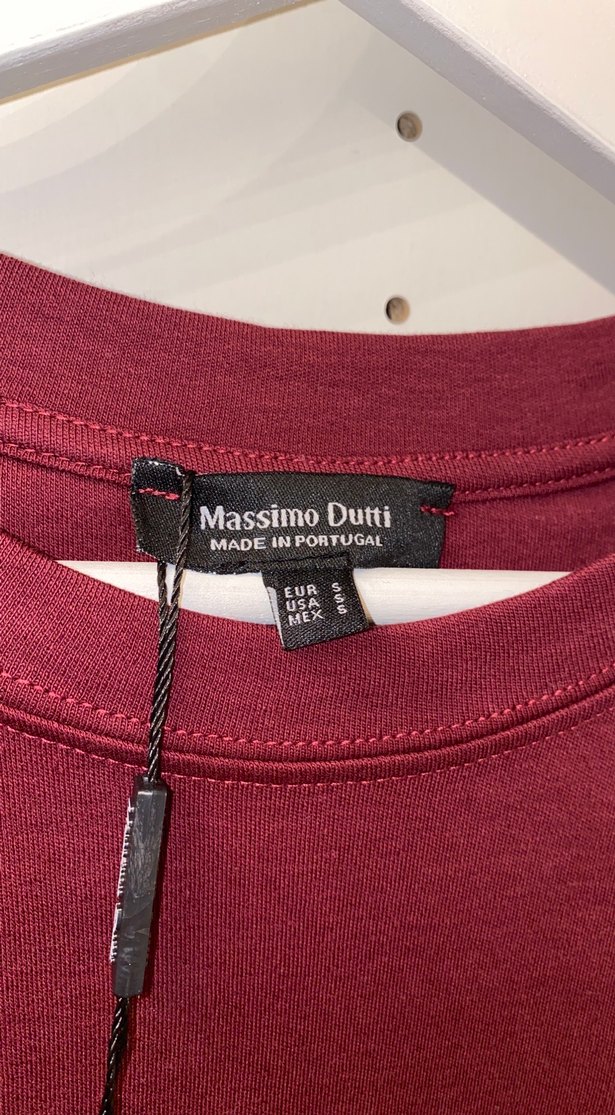 Massimo Dutti
MADE IN PORTUGAL
EUR S
USA S
MEX S